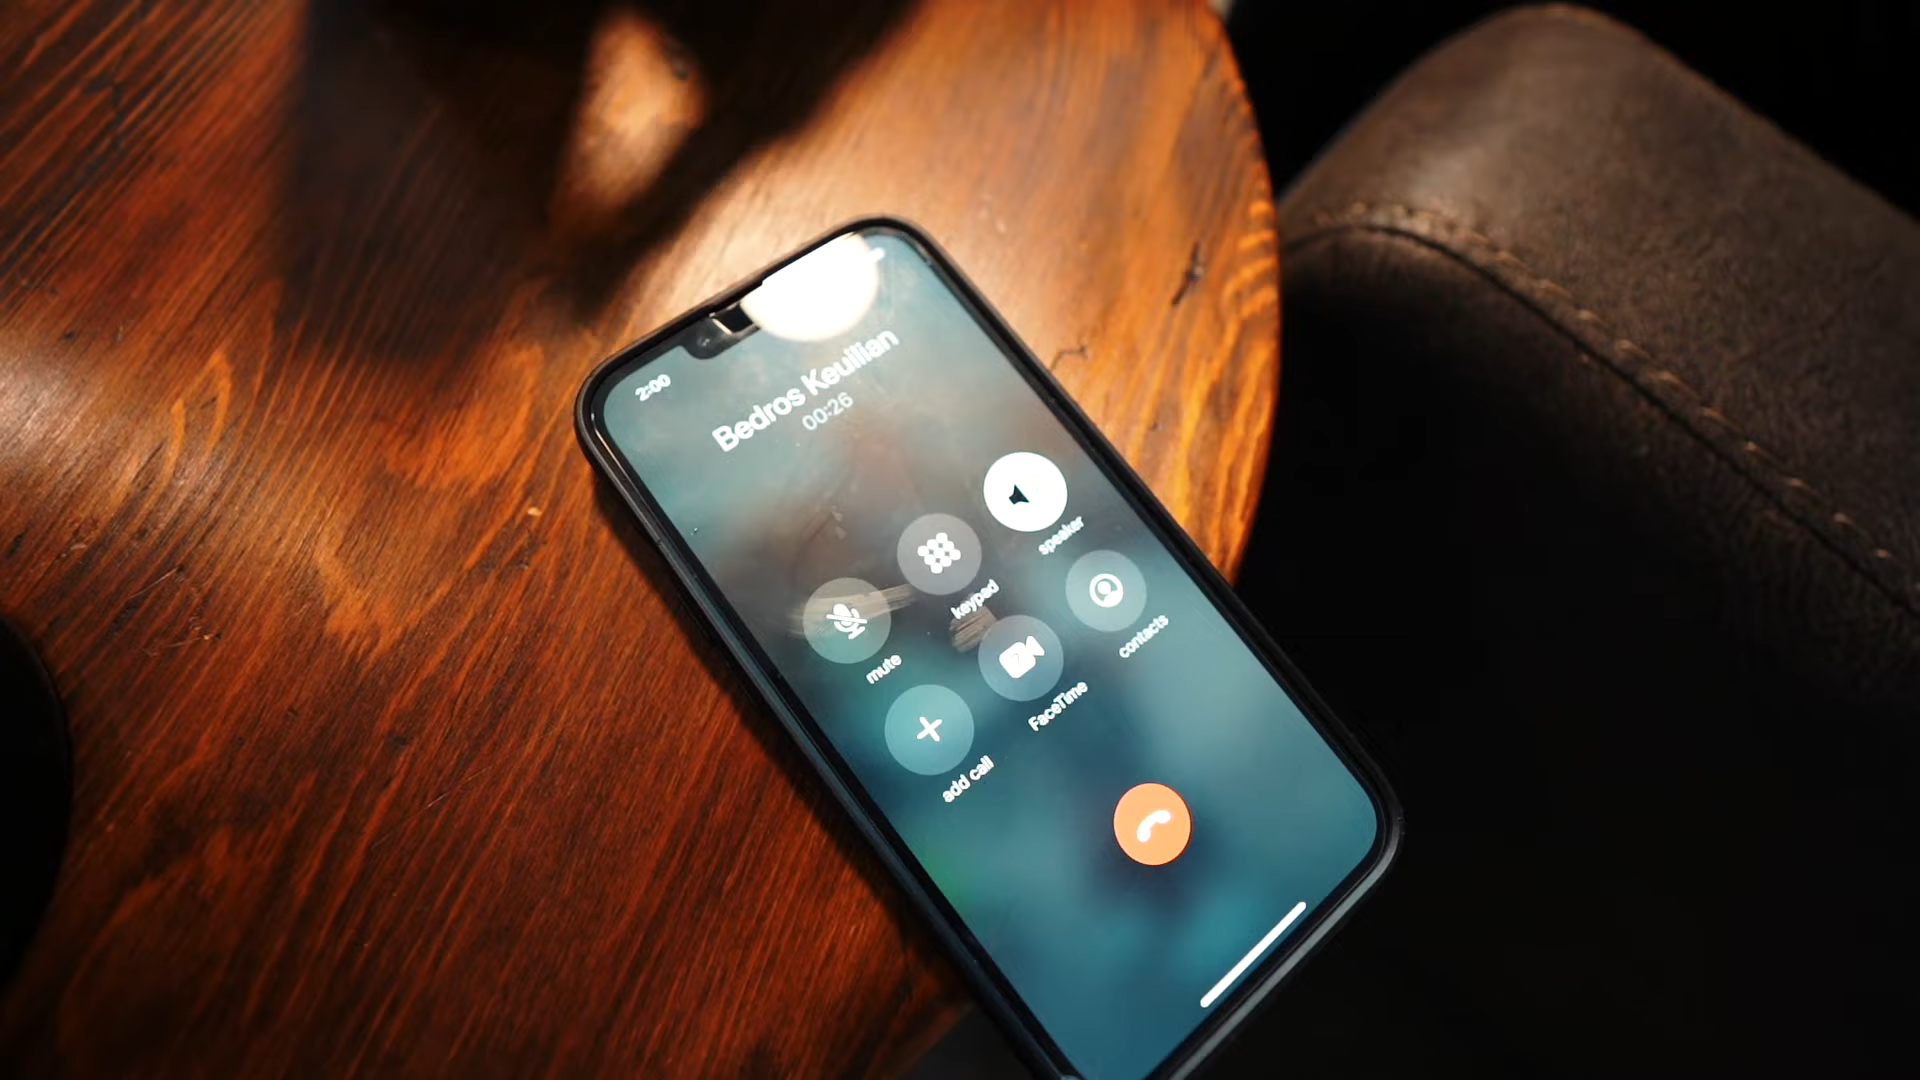 2:00
Bedros Keuilian
00:26
mute
keypad
speaker
add call
FaceTime
contacts